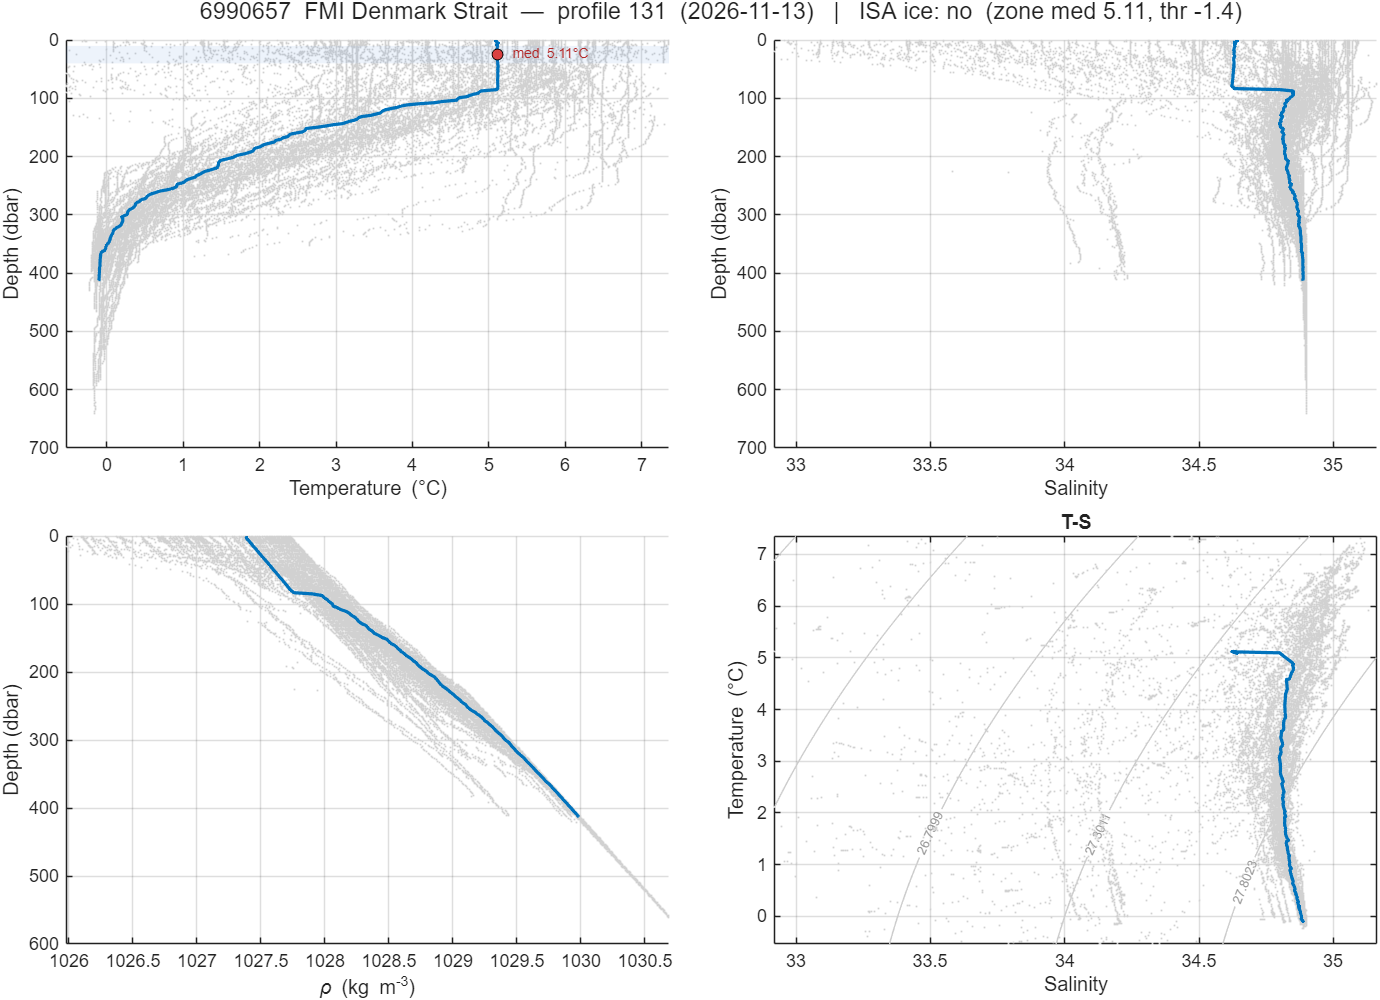 6990657 FMI Denmark Strait — profile 131 (2026-11-13) | ISA ice: no (zone med 5.11, thr -1.4)
0
100
200
300
400
500
600
700
Depth (dbar)
med 5.11°C
0 1 2 3 4 5 6 7
Temperature (°C)
0
100
200
300
400
500
600
700
Depth (dbar)
33 33.5 34 34.5 35
Salinity
0
100
200
300
400
500
600
Depth (dbar)
1026 1026.5 1027 1027.5 1028 1028.5 1029 1029.5 1030 1030.5
ρ (kg m-3)
T-S
7
6
5
4
3
2
1
0
Temperature (°C)
26.7999
27.3011
27.8023
33 33.5 34 34.5 35
Salinity